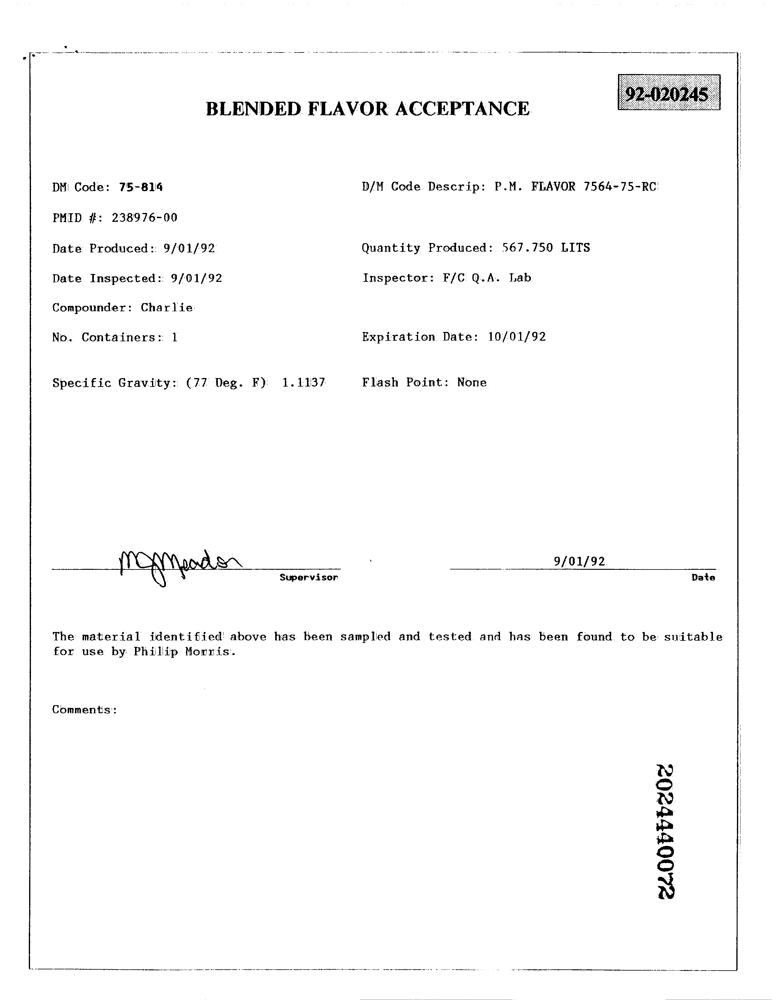 92-020245
BLENDED FLAVOR ACCEPTANCE
DM Code: 75-814 D/M Code Descrip: P.M. FLAVOR 7564-75-RC
PMID #: 238976-00
Date Produced: 9/01/92 Quantity Produced: 567.750 LITS
Date Inspected: 9/01/92 Inspector: F/C Q.A. Lab
Compounder: Charlie
No. Containers: 1 Expiration Date: 10/01/92
Specific Gravity: (77 Deg. F) 1.1137 Flash Point: None
MJMeador 9/01/92
Supervisor Date
The material identified above has been sampled and tested and has been found to be suitable
for use by Philip Morris.
Comments:
2024440072